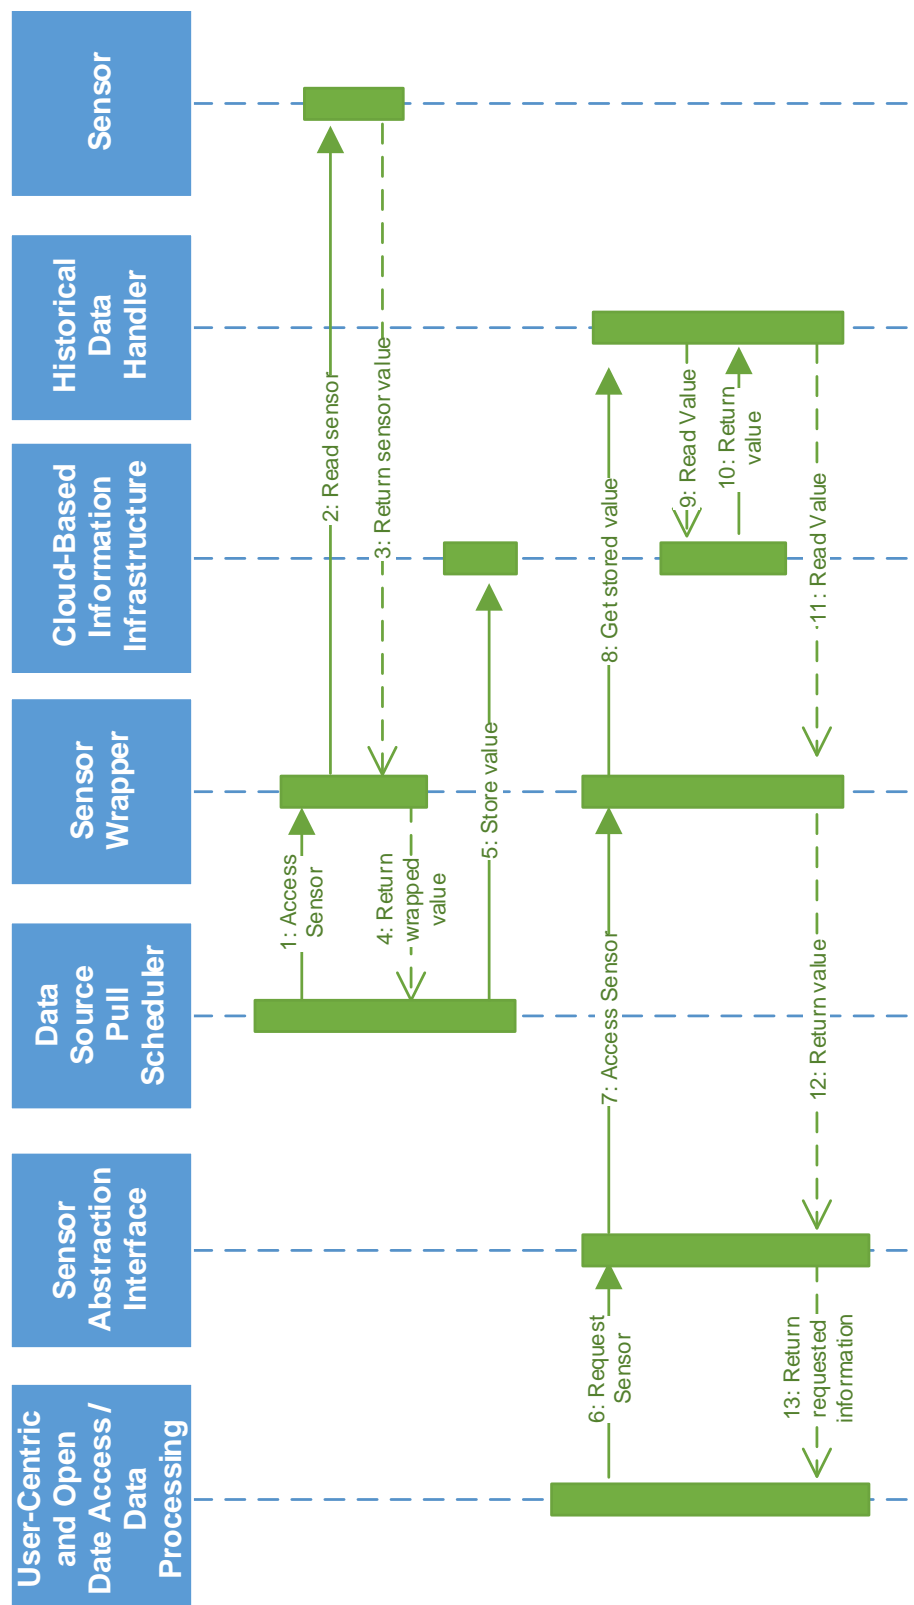 User-Centric
and Open
Date Access /
Data
Processing
Sensor
Abstraction
Interface
Data
Source
Pull
Scheduler
Sensor
Wrapper
Cloud-Based
Information
Infrastructure
Historical
Data
Handler
Sensor
1: Access
Sensor
2: Read sensor
3: Return sensor value
4: Return
wrapped
value
5: Store value
6: Request
Sensor
7: Access Sensor
8: Get stored value
9: Read Value
10: Return
value
11: Read Value
12: Return value
13: Return
requested
information